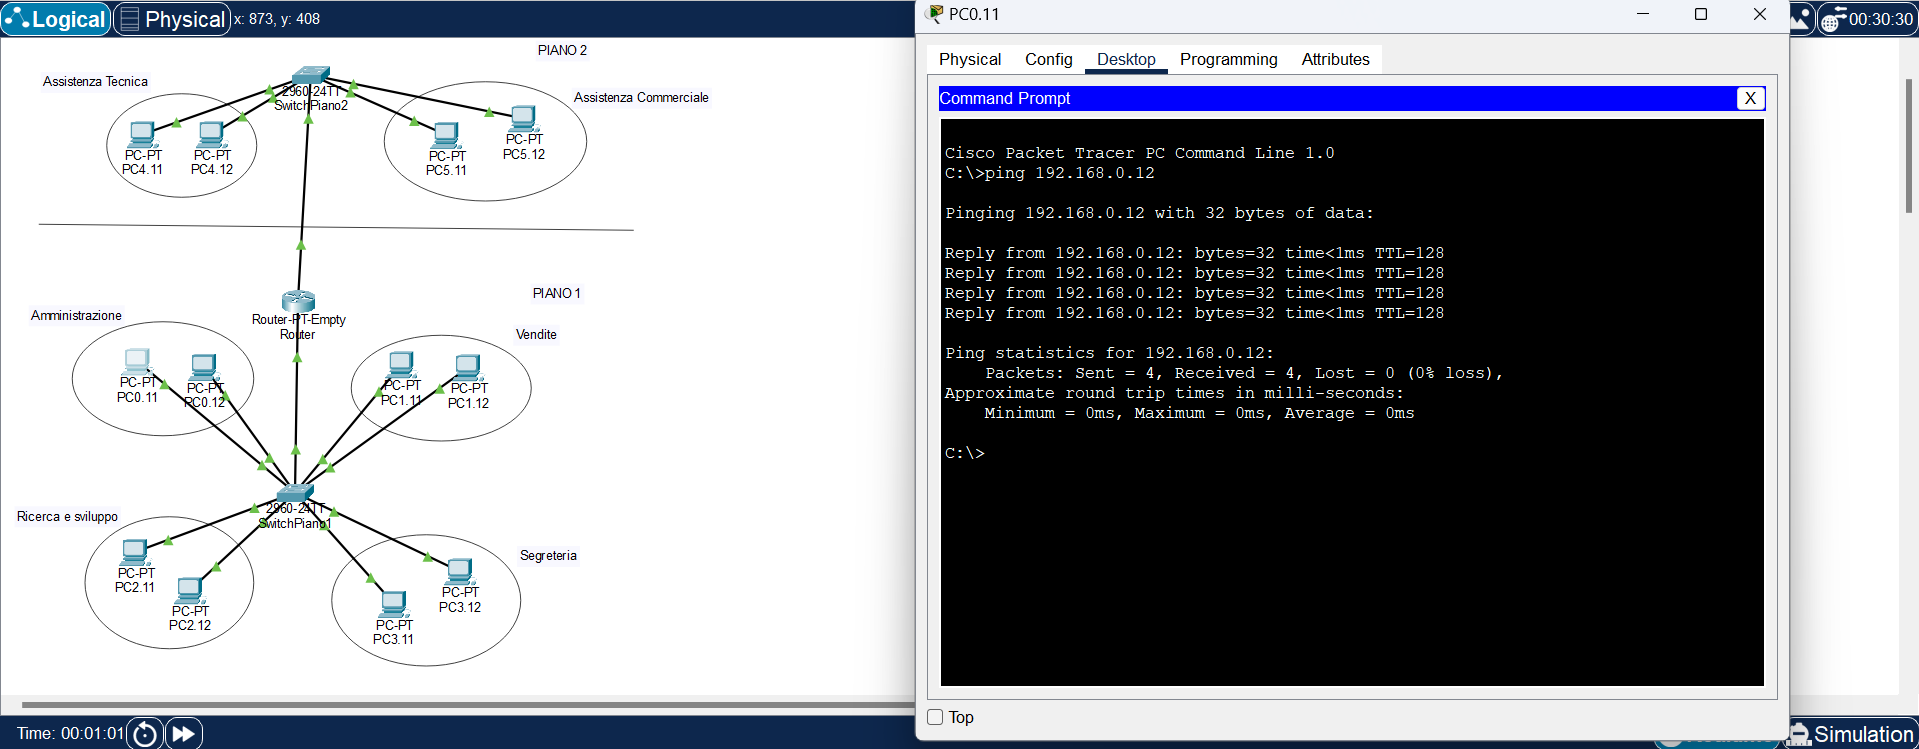 Logical Physical x: 873, y: 408
PIANO 2
Assistenza Tecnica
2960-24TT
SwitchPiano2
Assistenza Commerciale
PC-PT
PC4.11
PC-PT
PC4.12
PC-PT
PC5.11
PC-PT
PC5.12
PIANO 1
Amministrazione
Router-PT-Empty
Router
Vendite
PC-PT
PC0.11
PC-PT
PC0.12
PC-PT
PC1.11
PC-PT
PC1.12
2960-24TT
SwitchPiano1
Ricerca e sviluppo
PC-PT
PC2.11
PC-PT
PC2.12
Segreteria
PC-PT
PC3.12
PC-PT
PC3.11
Time: 00:01:01
PC0.11
Physical Config Desktop Programming Attributes
Command Prompt X
Cisco Packet Tracer PC Command Line 1.0
C:\>ping 192.168.0.12
Pinging 192.168.0.12 with 32 bytes of data:
Reply from 192.168.0.12: bytes=32 time<1ms TTL=128
Reply from 192.168.0.12: bytes=32 time<1ms TTL=128
Reply from 192.168.0.12: bytes=32 time<1ms TTL=128
Reply from 192.168.0.12: bytes=32 time<1ms TTL=128
Ping statistics for 192.168.0.12:
Packets: Sent = 4, Received = 4, Lost = 0 (0% loss),
Approximate round trip times in milli-seconds:
Minimum = 0ms, Maximum = 0ms, Average = 0ms
C:\>
Top
00:30:30
Simulation